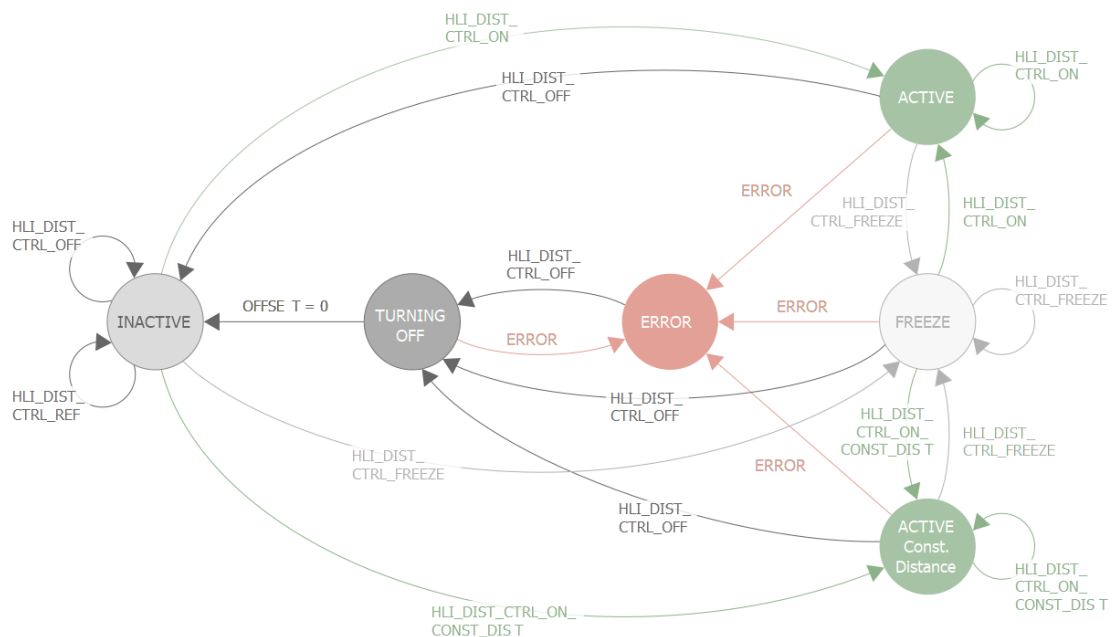 HLI_DIST_
CTRL_ON
HLI_DIST_
CTRL_OFF
ACTIVE
HLI_DIST_
CTRL_ON
ERROR
HLI_DIST_
CTRL_FREEZE
HLI_DIST_
CTRL_ON
HLI_DIST_
CTRL_OFF
HLI_DIST_
CTRL_OFF
INACTIVE
OFFSE T = 0
TURNING
OFF
ERROR
ERROR
ERROR
FREEZE
HLI_DIST_
CTRL_FREEZE
HLI_DIST_
CTRL_REF
HLI_DIST_
CTRL_OFF
HLI_DIST_
CTRL_ON_
CONST_DIS T
HLI_DIST_
CTRL_FREEZE
HLI_DIST_
CTRL_FREEZE
ERROR
HLI_DIST_
CTRL_OFF
ACTIVE
Const.
Distance
HLI_DIST_
CTRL_ON_
CONST_DIS T
HLI_DIST_CTRL_ON_
CONST_DIS T